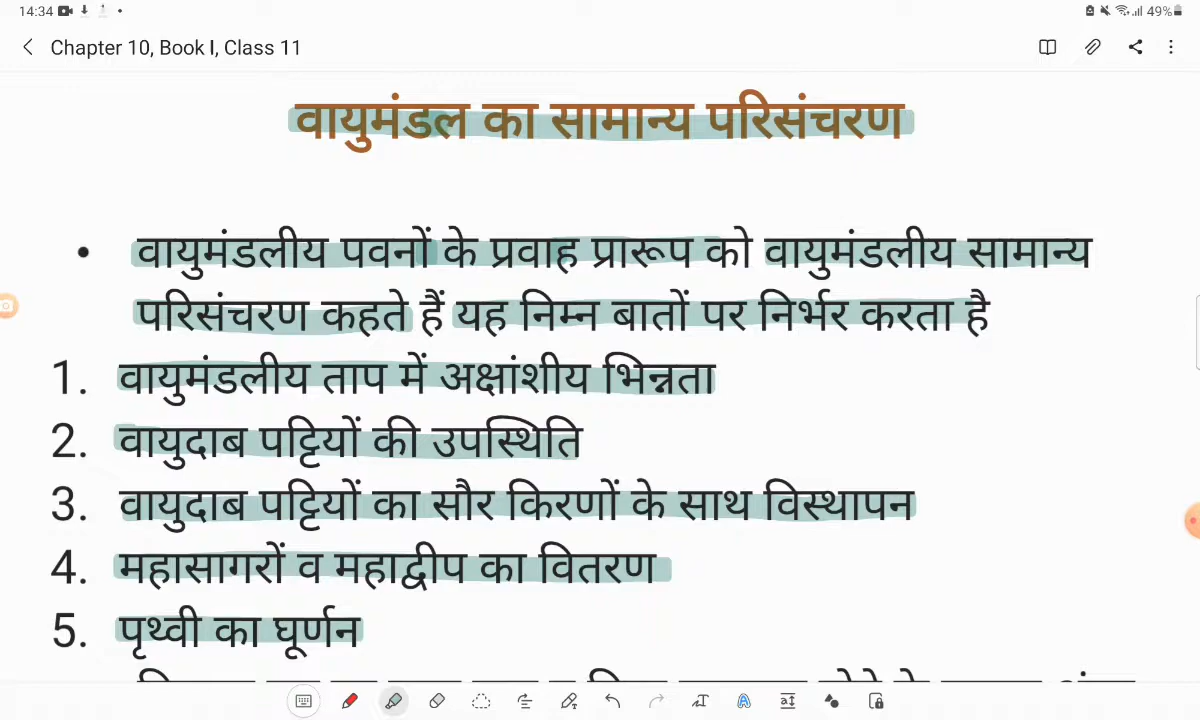 14:34
49%
Chapter 10, Book I, Class 11
वायुमंडल का सामान्य परिसंचरण
• वायुमंडलीय पवनों के प्रवाह प्रारूप को वायुमंडलीय सामान्य
परिसंचरण कहते हैं यह निम्न बातों पर निर्भर करता है
1. वायुमंडलीय ताप में अक्षांशीय भिन्नता
2. वायुदाब पट्टियों की उपस्थिति
3. वायुदाब पट्टियों का सौर किरणों के साथ विस्थापन
4. महासागरों व महाद्वीप का वितरण
5. पृथ्वी का घूर्णन